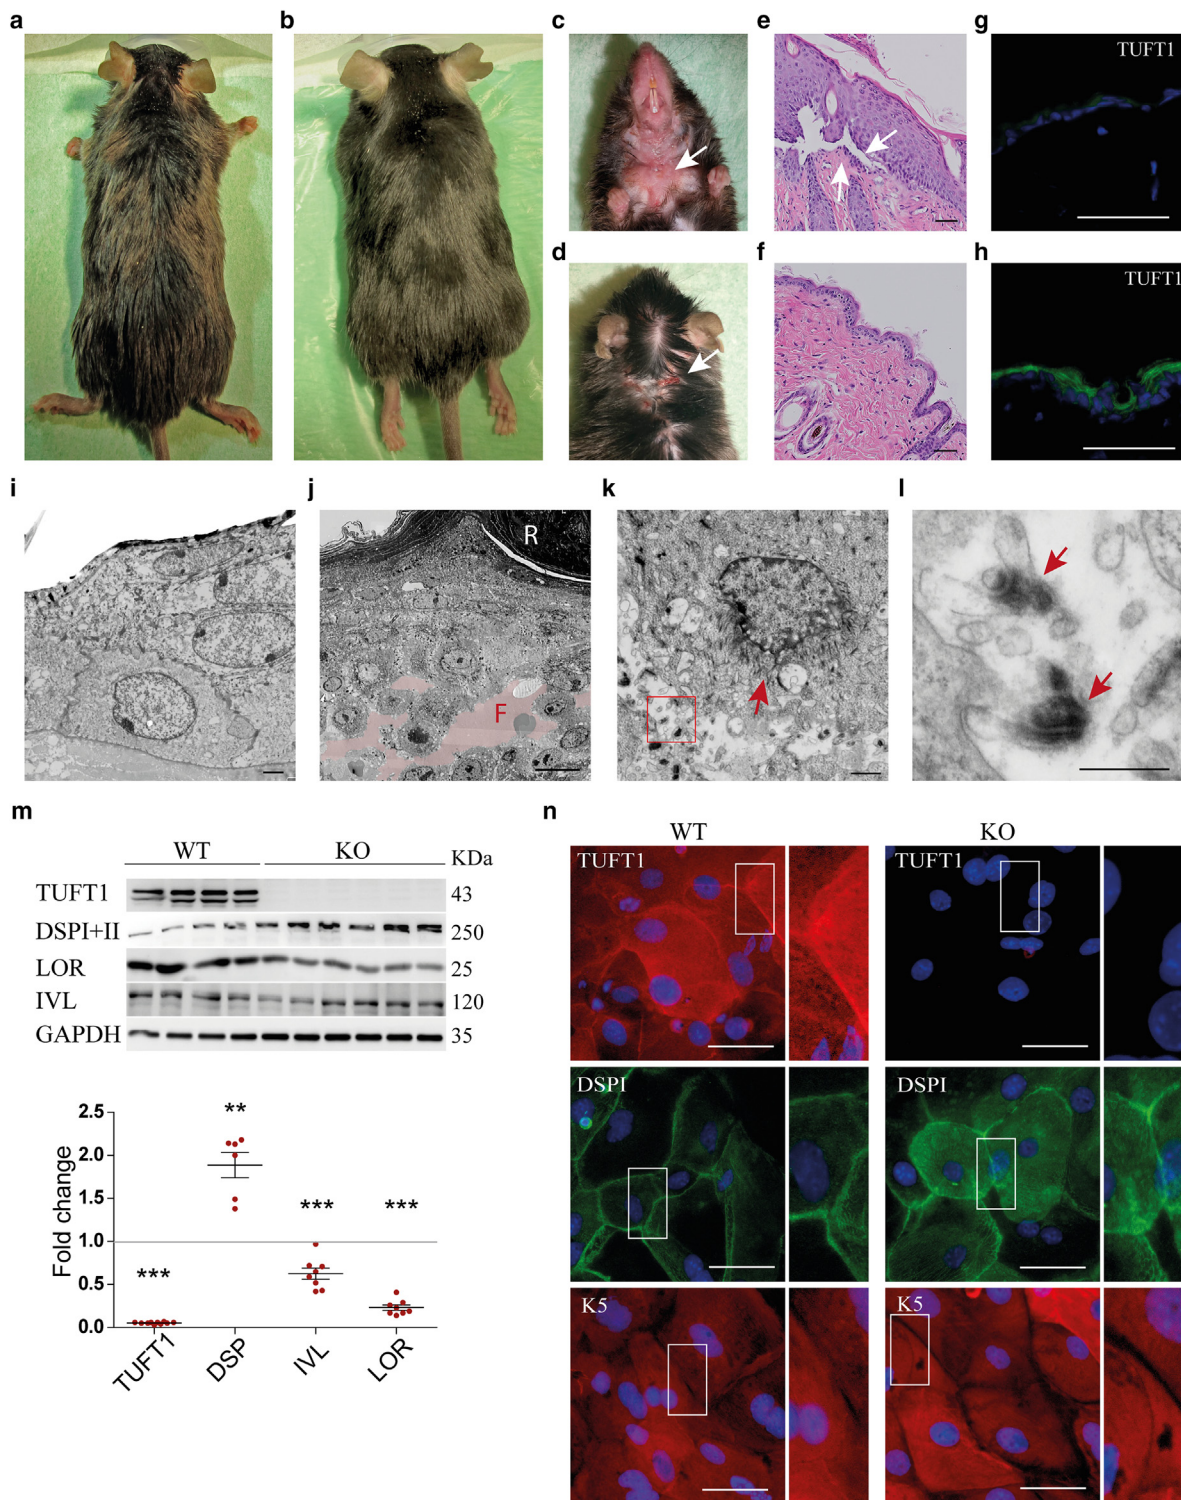 a
b
c
e
g
TUFT1
d
f
h
TUFT1
i
j
k
l
R
F
m
n
WT KO KDa
TUFT1 43
DSPI+II 250
LOR 25
IVL 120
GAPDH 35
Fold change
2.5
2.0
1.5
1.0
0.5
0.0
***
**
***
***
TUFT1
DSP
IVL
LOR
WT
KO
TUFT1
TUFT1
DSPI
DSPI
K5
K5